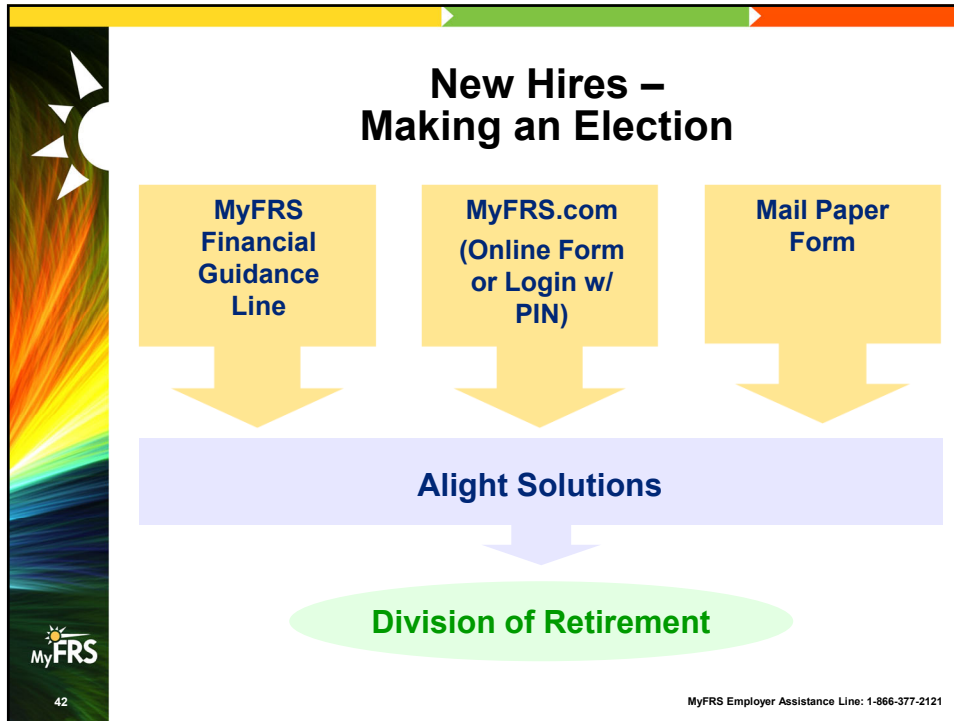 New Hires –
Making an Election
MyFRS
Financial
Guidance
Line
MyFRS.com
(Online Form
or Login w/
PIN)
Mail Paper
Form
Alight Solutions
Division of Retirement
MyFRS
42
MyFRS Employer Assistance Line: 1-866-377-2121